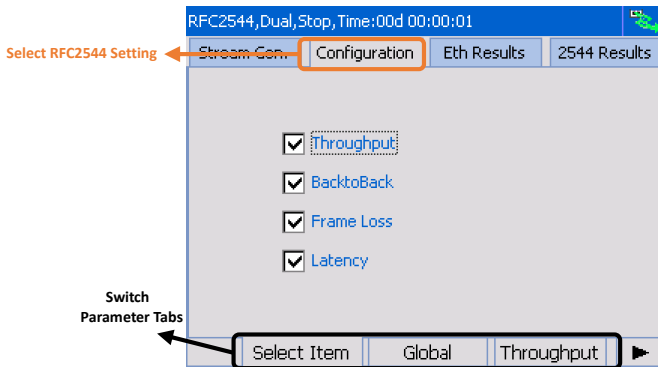 RFC2544,Dual,Stop,Time:00d 00:00:01
Select RFC2544 Setting
Stream Gen. Configuration Eth Results 2544 Results
Throughput
BacktoBack
Frame Loss
Latency
Switch
Parameter Tabs
Select Item Global Throughput